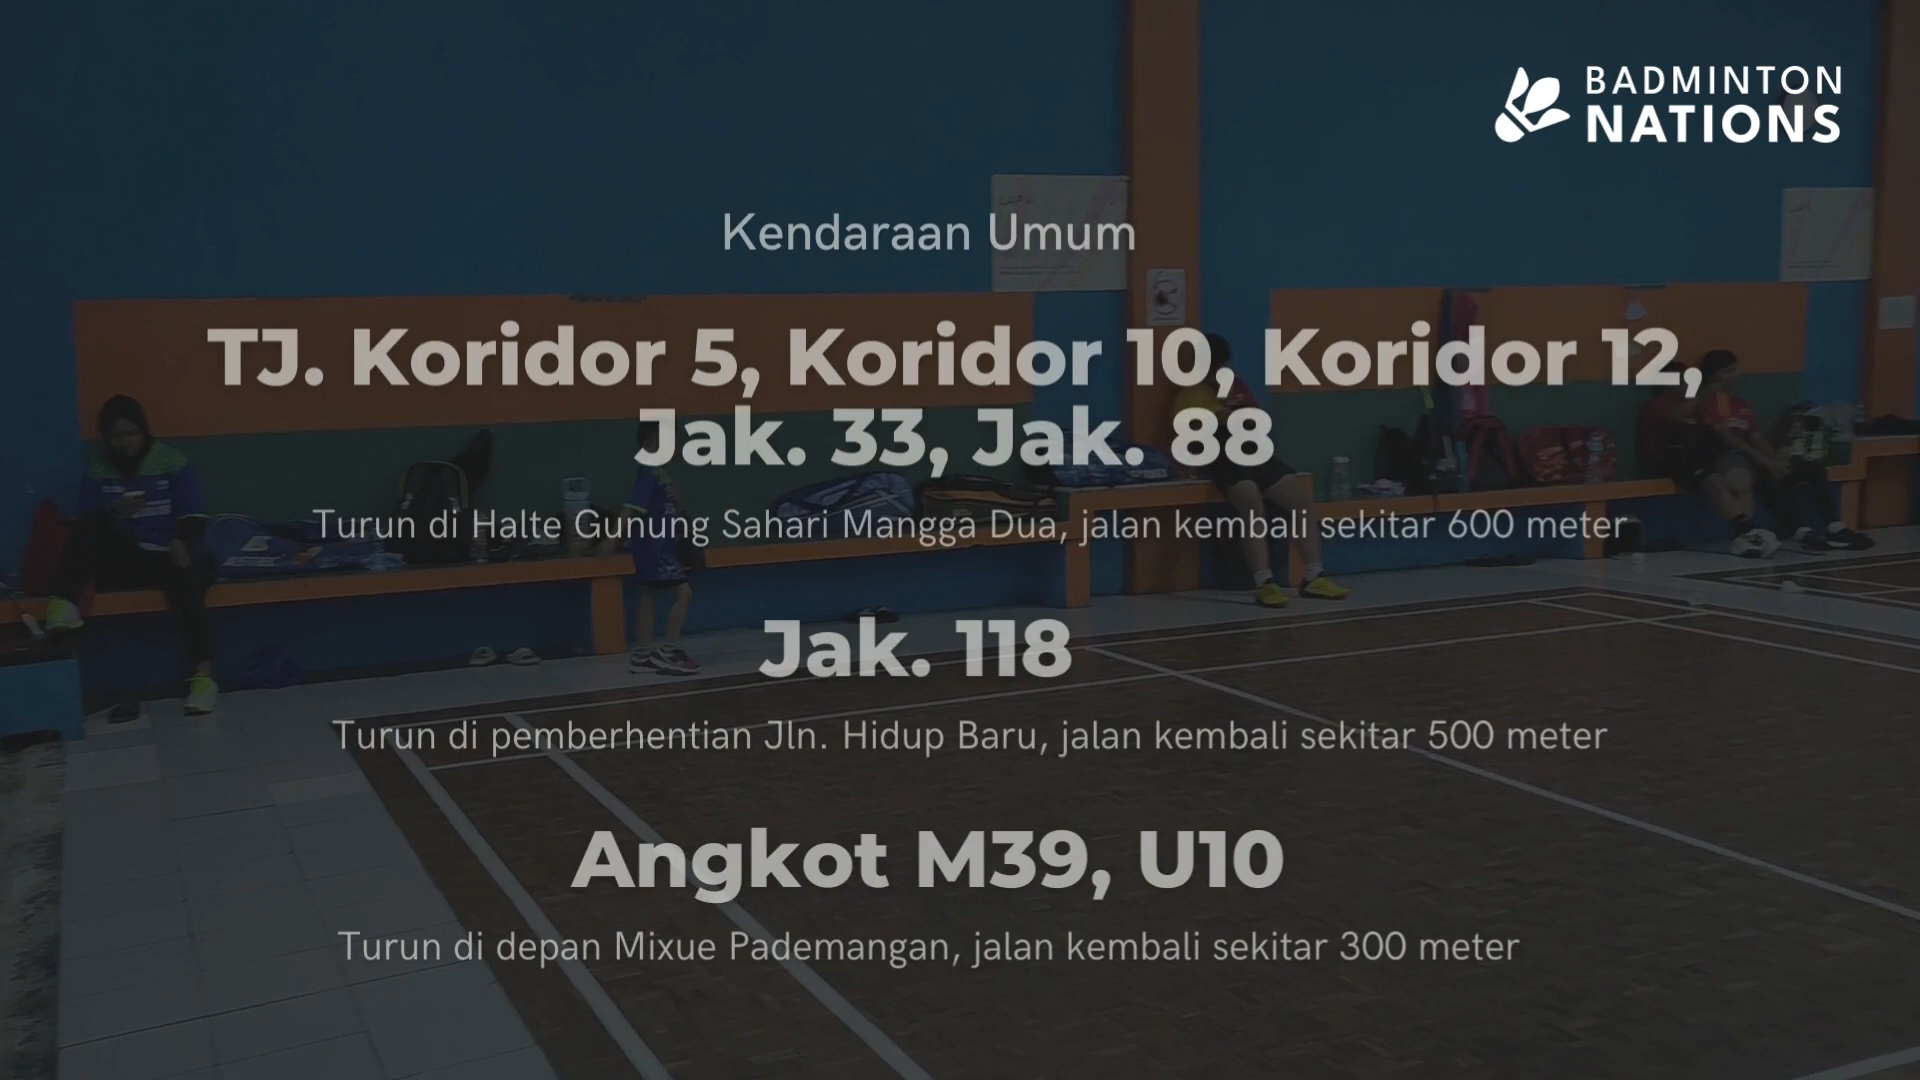 BADMINTON
NATIONS
Kendaraan Umum
TJ. Koridor 5, Koridor 10, Koridor 12,
Jak. 33, Jak. 88
Turun di Halte Gunung Sahari Mangga Dua, jalan kembali sekitar 600 meter
Jak. 118
Turun di pemberhentian Jln. Hidup Baru, jalan kembali sekitar 500 meter
Angkot M39, U10
Turun di depan Mixue Pademangan, jalan kembali sekitar 300 meter